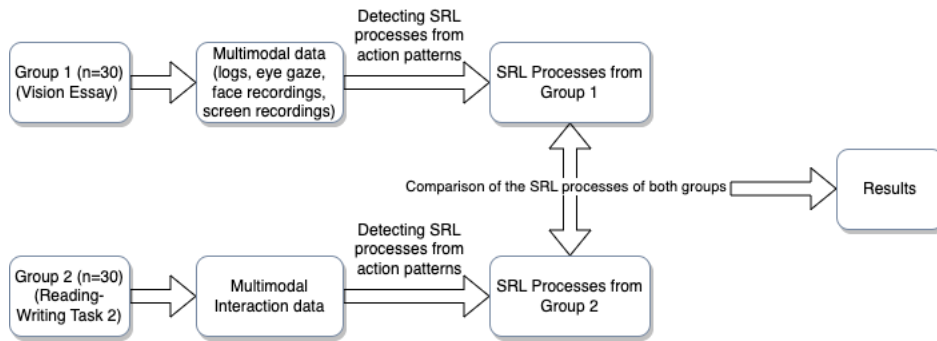 Group 1 (n=30)
(Vision Essay)
Multimodal data
(logs, eye gaze,
face recordings,
screen recordings)
Detecting SRL
processes from
action patterns
SRL Processes from
Group 1
Comparison of the SRL processes of both groups
Results
Group 2 (n=30)
(Reading-
Writing Task 2)
Multimodal
Interaction data
Detecting SRL
processes from
action patterns
SRL Processes from
Group 2